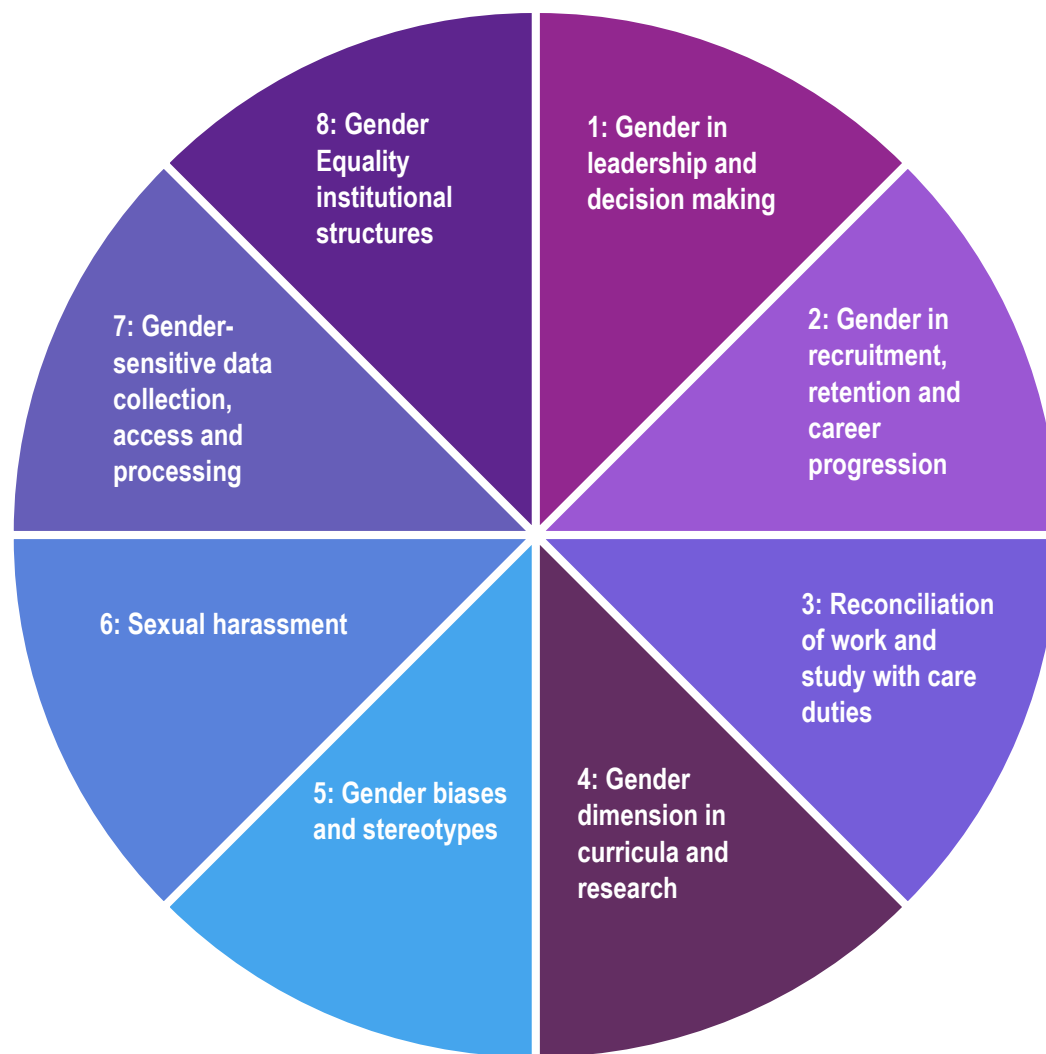 1: Gender in
leadership and
decision making
2: Gender in
recruitment,
retention and
career
progression
3: Reconciliation
of work and
study with care
duties
4: Gender
dimension in
curricula and
research
5: Gender biases
and stereotypes
6: Sexual harassment
7: Gender-
sensitive data
collection,
access and
processing
8: Gender
Equality
institutional
structures